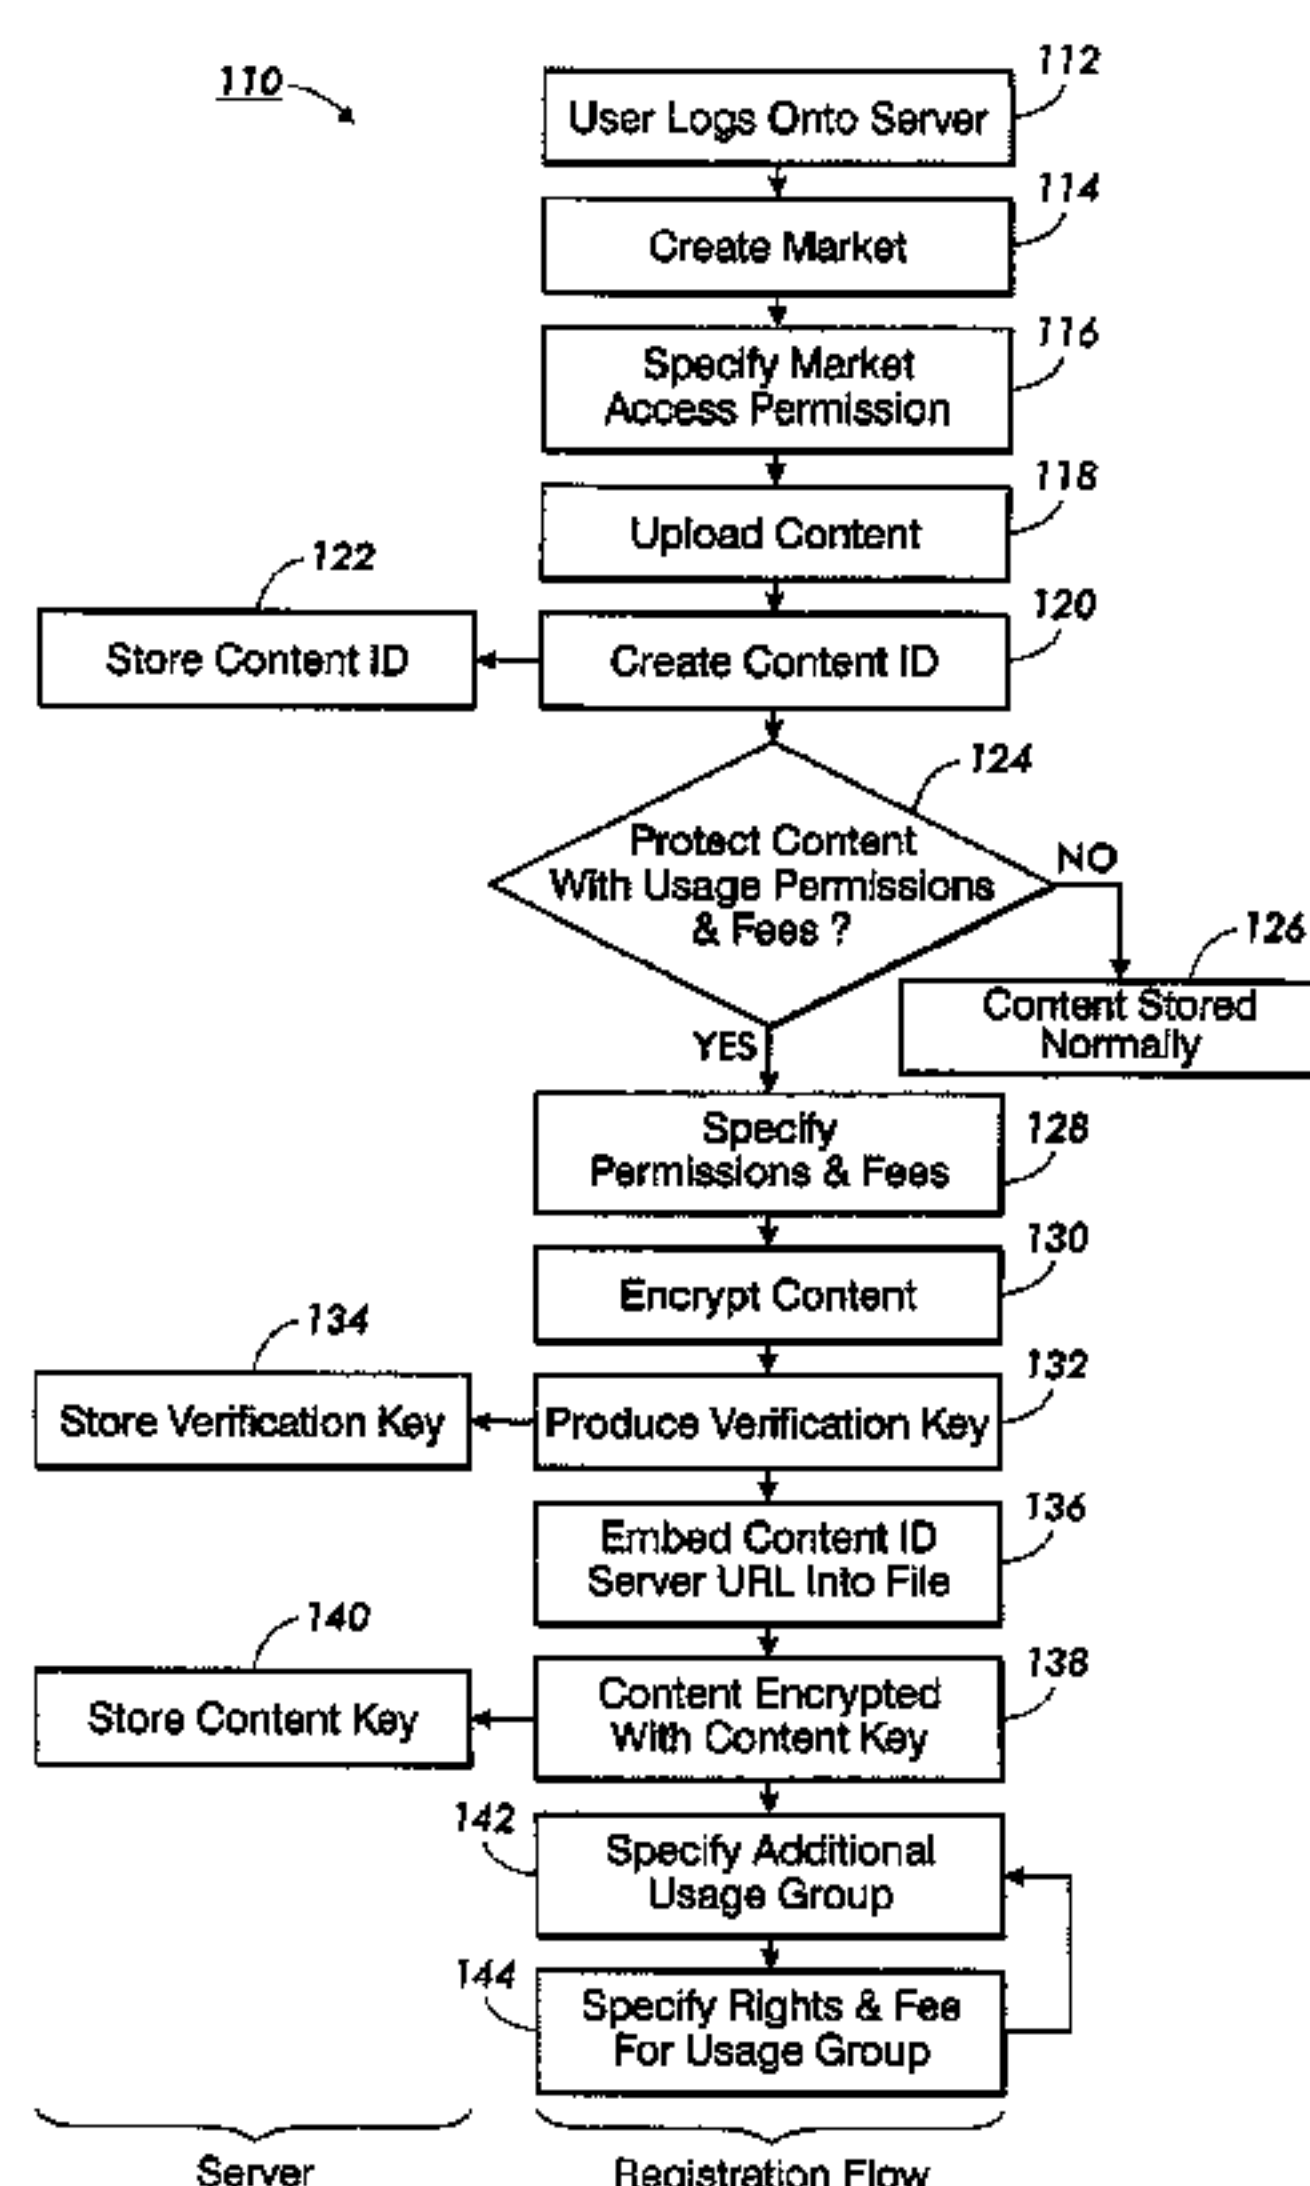 110
112
User Logs Onto Server
114
Create Market
116
Specify Market
Access Permission
118
Upload Content
122
120
Store Content ID
Create Content ID
124
Protect Content
With Usage Permissions
& Fees ?
NO
126
Content Stored
Normally
YES
Specify
Permissions & Fees
128
130
Encrypt Content
134
132
Store Verification Key
Produce Verification Key
136
Embed Content ID
Server URL Into File
140
138
Store Content Key
Content Encrypted
With Content Key
142
Specify Additional
Usage Group
144
Specify Rights & Fee
For Usage Group
Server
Registration Flow